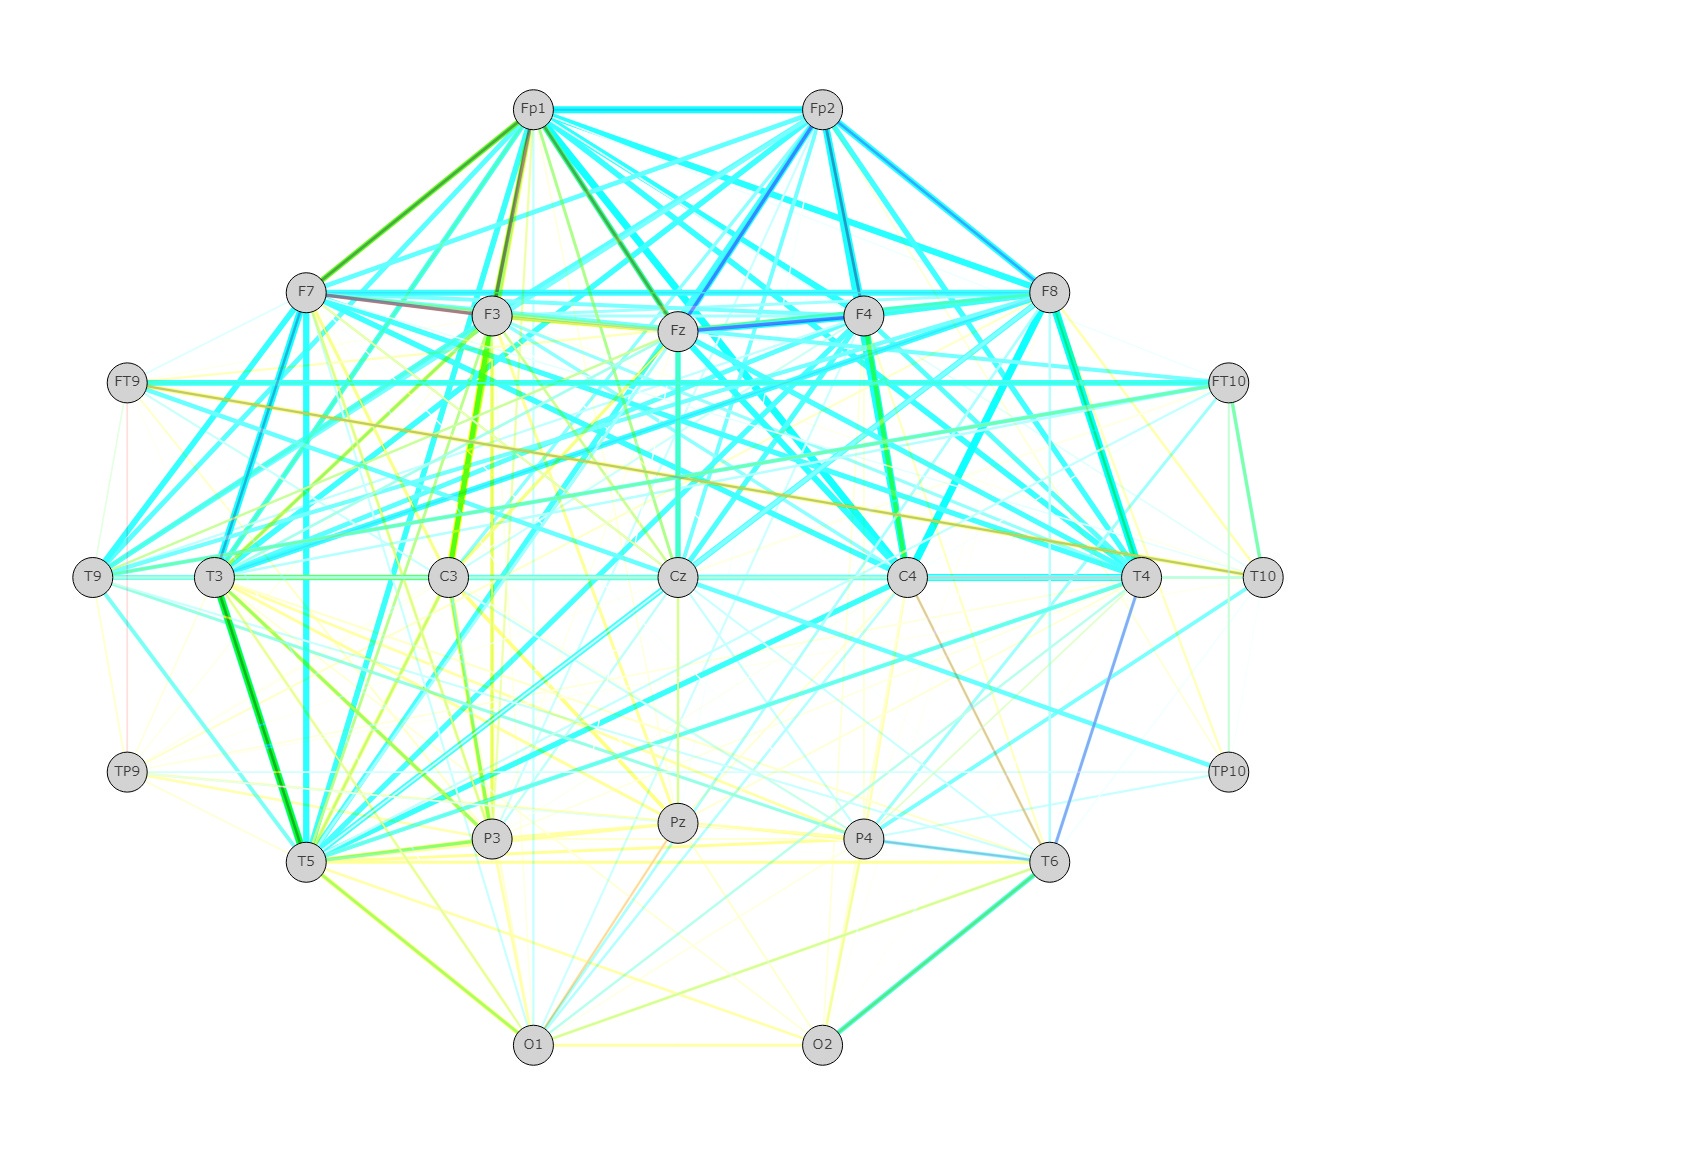 Fp1 Fp2
F7 F3 Fz F4 F8
FT9 FT10
T9 T3 C3 Cz C4 T4 T10
TP9 TP10
T5 P3 Pz P4 T6
O1 O2